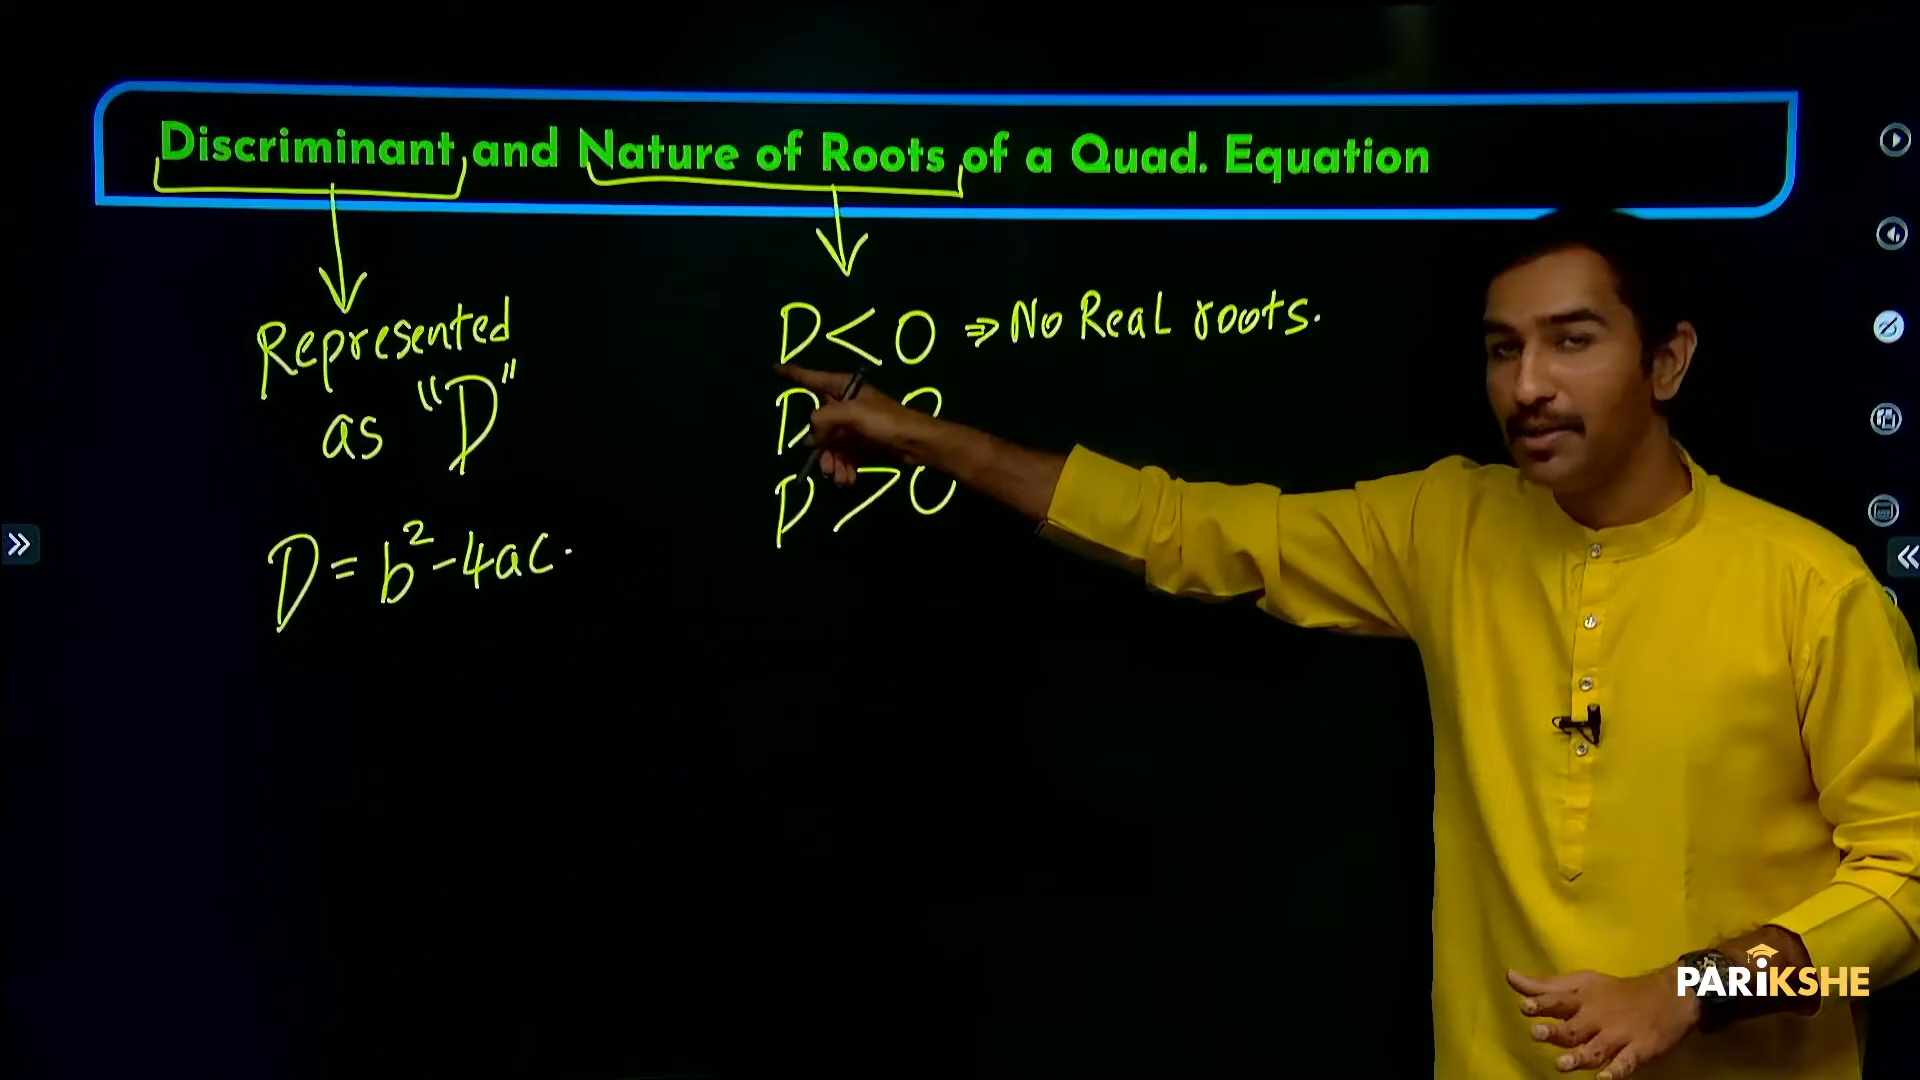 Discriminant and Nature of Roots of a Quad. Equation
Represented
as "D"
D = b²-4ac.
D < 0 ⇒ No Real roots.
D
D > 0
PARiKSHE